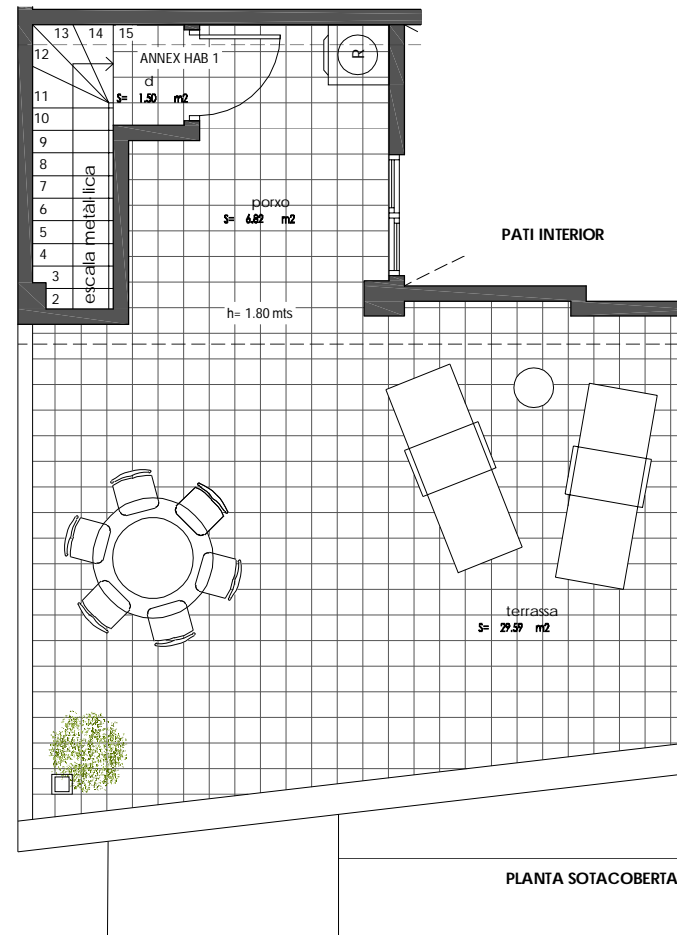 13 14 15
12
ANNEX HAB 1
d
S= 1.50 m2
R
11
10
9
8
7
6
5
4
3
2
escala metàl·lica
porxo
S= 6.82 m2
PATI INTERIOR
h= 1.80 mts
terrassa
S= 29.59 m2
PLANTA SOTACOBERTA